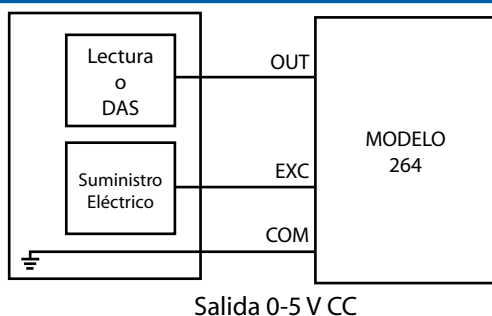 Lectura
o
DAS
OUT
MODELO
264
Suministro
Eléctrico
EXC
COM
Salida 0-5 V CC